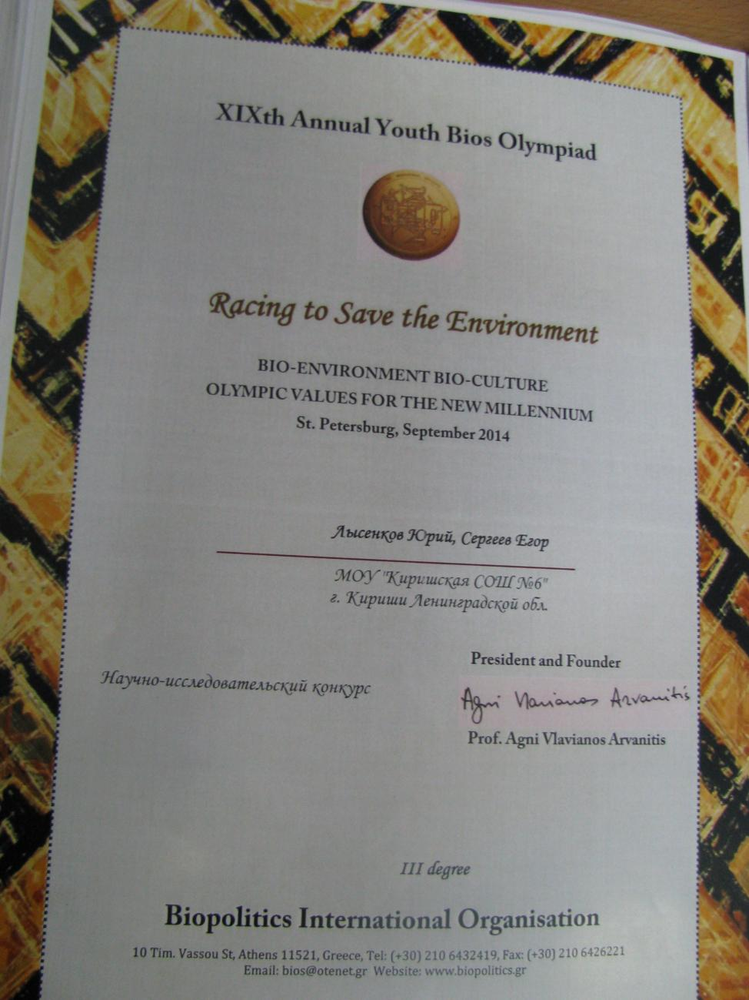 XIXth Annual Youth Bios Olympiad
Racing to Save the Environment
BIO-ENVIRONMENT BIO-CULTURE
OLYMPIC VALUES FOR THE NEW MILLENNIUM
St. Petersburg, September 2014
Лысенков Юрий, Сергеев Егор
МОУ "Киришская СОШ №6"
г. Кириши Ленинградской обл.
President and Founder
Научно-исследовательский конкурс
Agni Vlavianos Arvanitis
Prof. Agni Vlavianos Arvanitis
III degree
Biopolitics International Organisation
10 Tim. Vassou St, Athens 11521, Greece, Tel: (+30) 210 6432419, Fax: (+30) 210 6426221
Email: bios@otenet.gr Website: www.biopolitics.gr